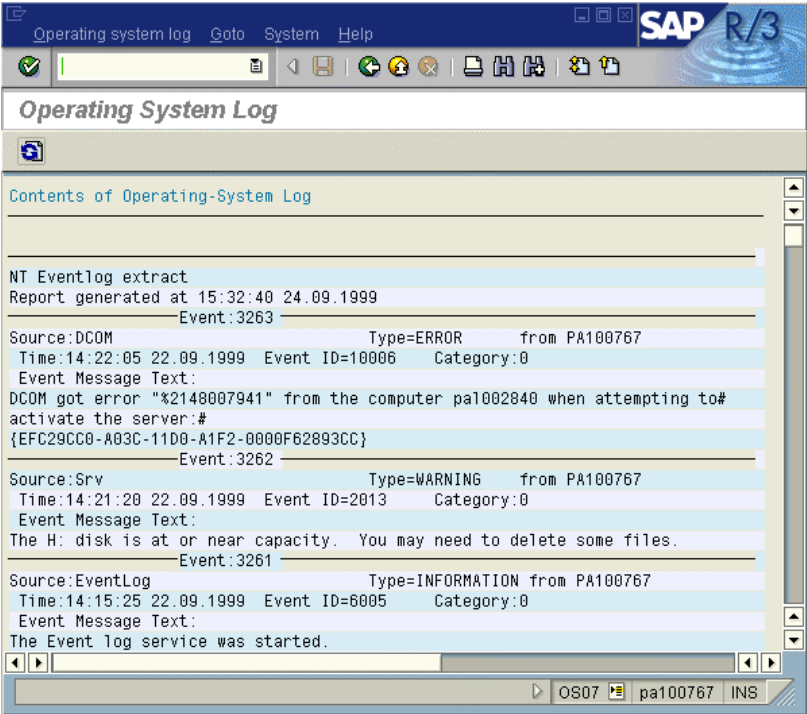 SAP R/3
Operating system log Goto System Help
Operating System Log
Contents of Operating-System Log
NT Eventlog extract
Report generated at 15:32:40 24.09.1999
Event:3263
Source:DCOM Type=ERROR from PA100767
Time:14:22:05 22.09.1999 Event ID=10006 Category:0
Event Message Text:
DCOM got error "%2148007941" from the computer pal002840 when attempting to#
activate the server:#
{EFC29CC0-A03C-11D0-A1F2-0000F62893CC}
Event:3262
Source:Srv Type=WARNING from PA100767
Time:14:21:20 22.09.1999 Event ID=2013 Category:0
Event Message Text:
The H: disk is at or near capacity. You may need to delete some files.
Event:3261
Source:EventLog Type=INFORMATION from PA100767
Time:14:15:25 22.09.1999 Event ID=6005 Category:0
Event Message Text:
The Event log service was started.
OS07 pa100767 INS